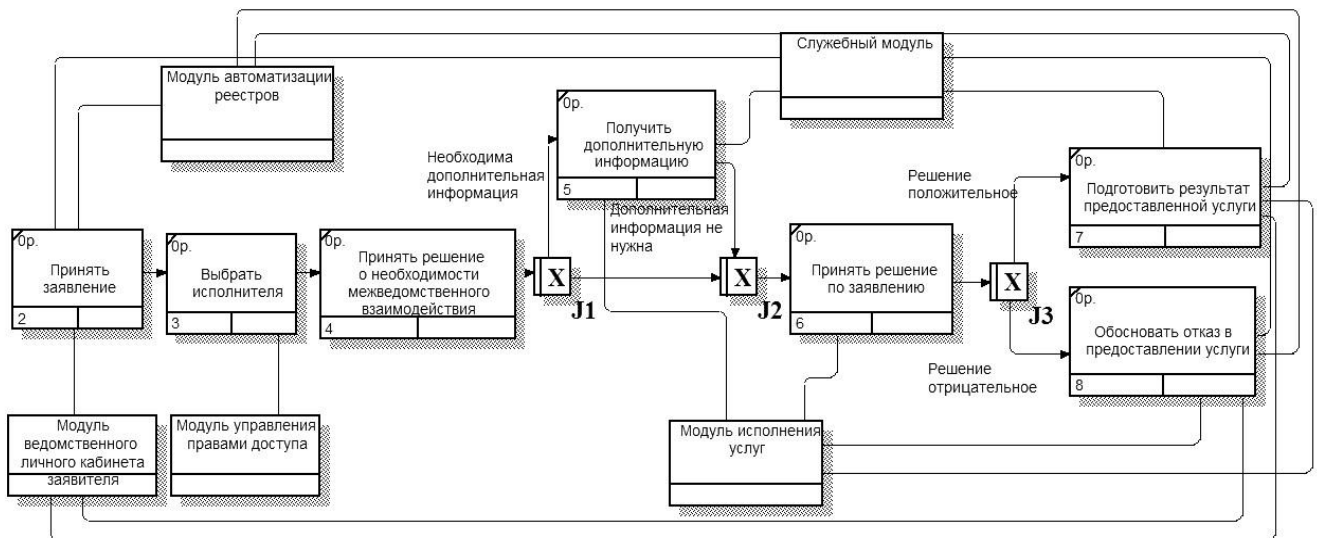 Служебный модуль
Модуль автоматизации
реестров
0р.
Получить
дополнительную
информацию
5
Необходима
дополнительная
информация
Дополнительная
информация не
нужна
0р.
Принять
заявление
2
0р.
Выбрать
исполнителя
3
0р.
Принять решение
о необходимости
межведомственного
взаимодействия
4
X
J1
X
J2
0р.
Принять решение
по заявлению
6
X
J3
Решение
положительное
0р.
Подготовить результат
предоставленной услуги
7
Решение
отрицательное
0р.
Обосновать отказ в
предоставлении услуги
8
Модуль
ведомственного
личного кабинета
заявителя
Модуль управления
правами доступа
Модуль исполнения
услуг